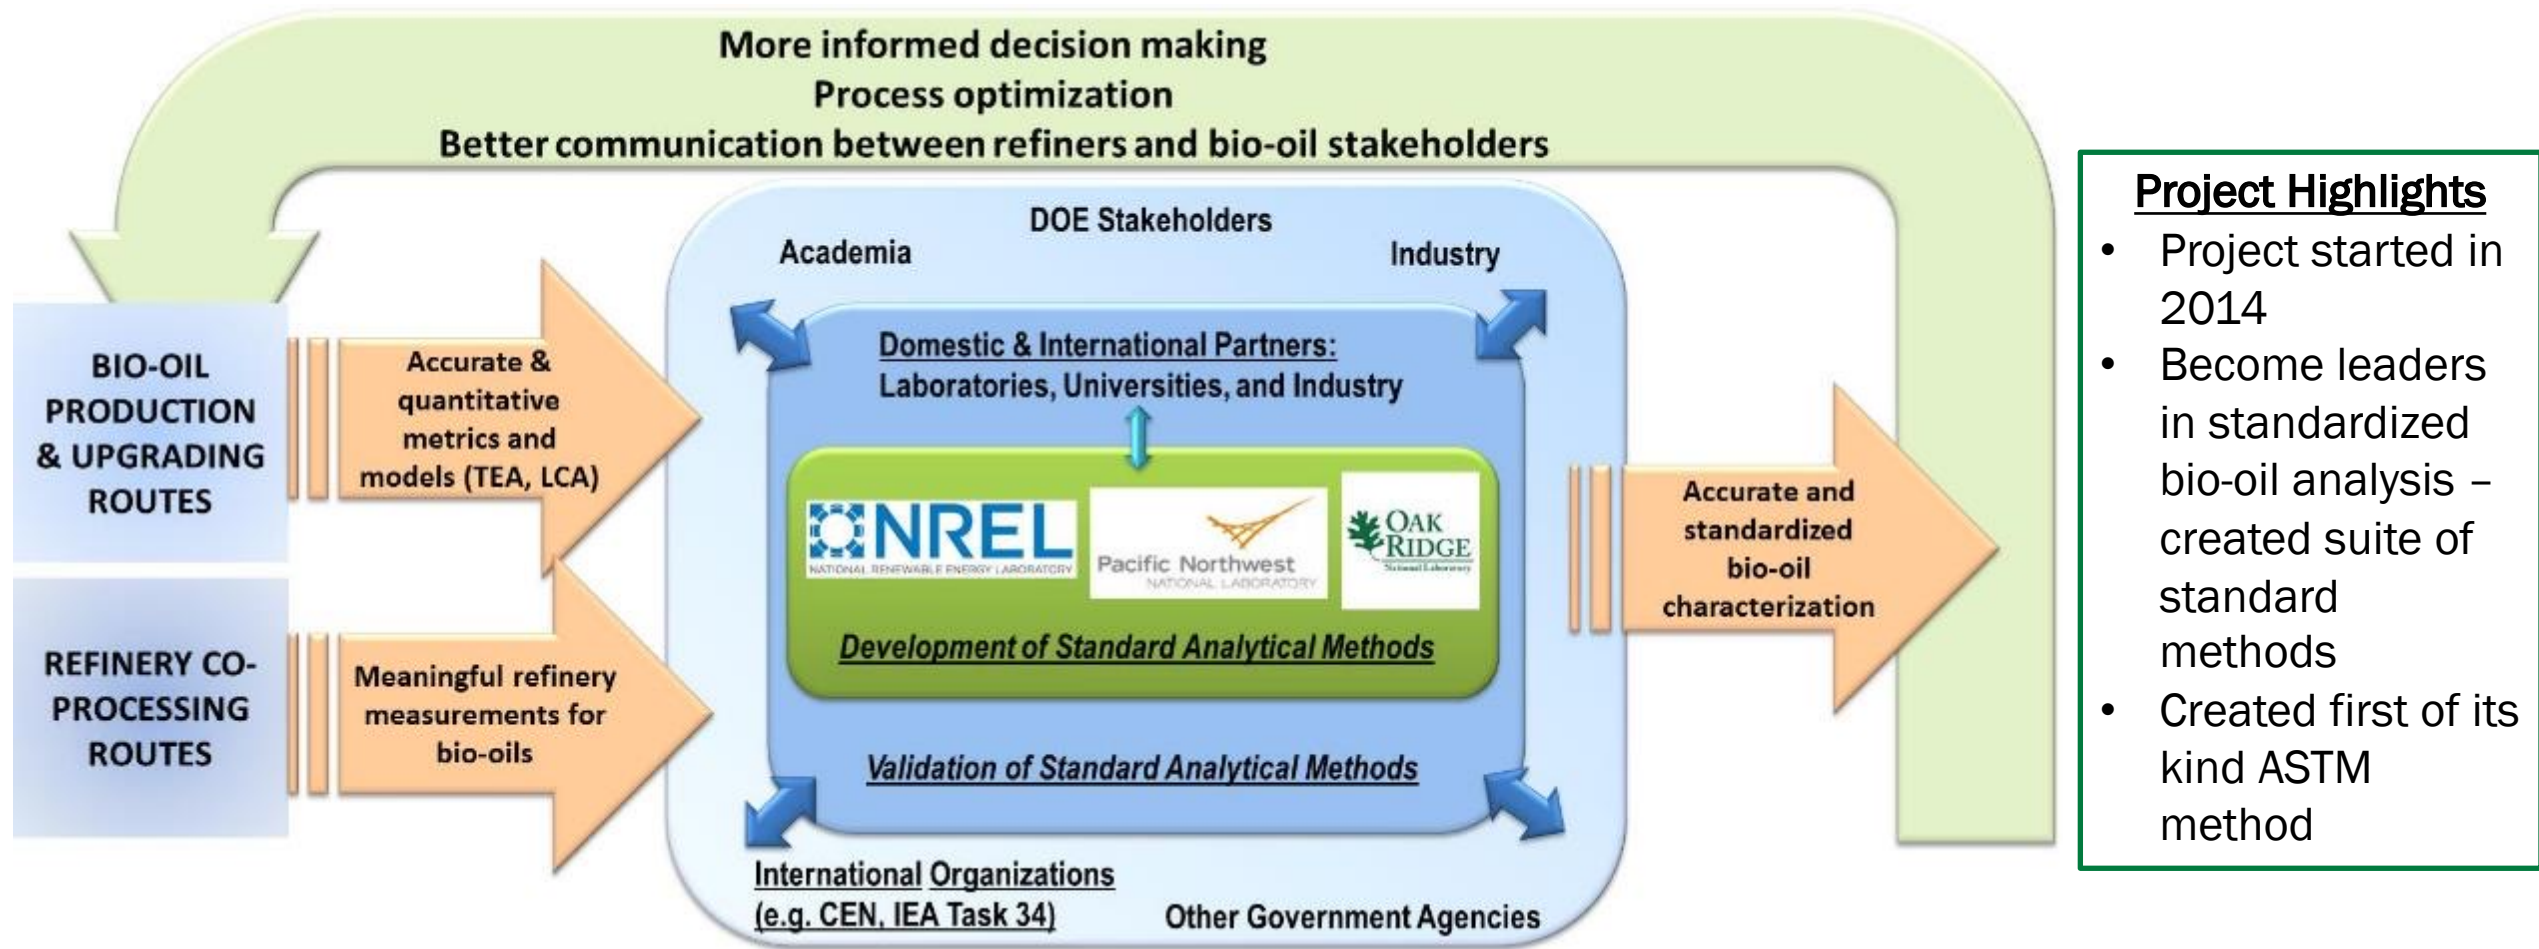 More informed decision making
Process optimization
Better communication between refiners and bio-oil stakeholders
BIO-OIL
PRODUCTION
& UPGRADING
ROUTES
Accurate &
quantitative
metrics and
models (TEA, LCA)
REFINERY CO-
PROCESSING
ROUTES
Meaningful refinery
measurements for
bio-oils
DOE Stakeholders
Academia
Industry
Domestic & International Partners:
Laboratories, Universities, and Industry
NREL
NATIONAL RENEWABLE ENERGY LABORATORY
Pacific Northwest
NATIONAL LABORATORY
OAK
RIDGE
National Laboratory
Development of Standard Analytical Methods
Validation of Standard Analytical Methods
International Organizations
(e.g. CEN, IEA Task 34)
Other Government Agencies
Accurate and
standardized
bio-oil
characterization
Project Highlights
• Project started in
2014
• Become leaders
in standardized
bio-oil analysis –
created suite of
standard
methods
• Created first of its
kind ASTM
method